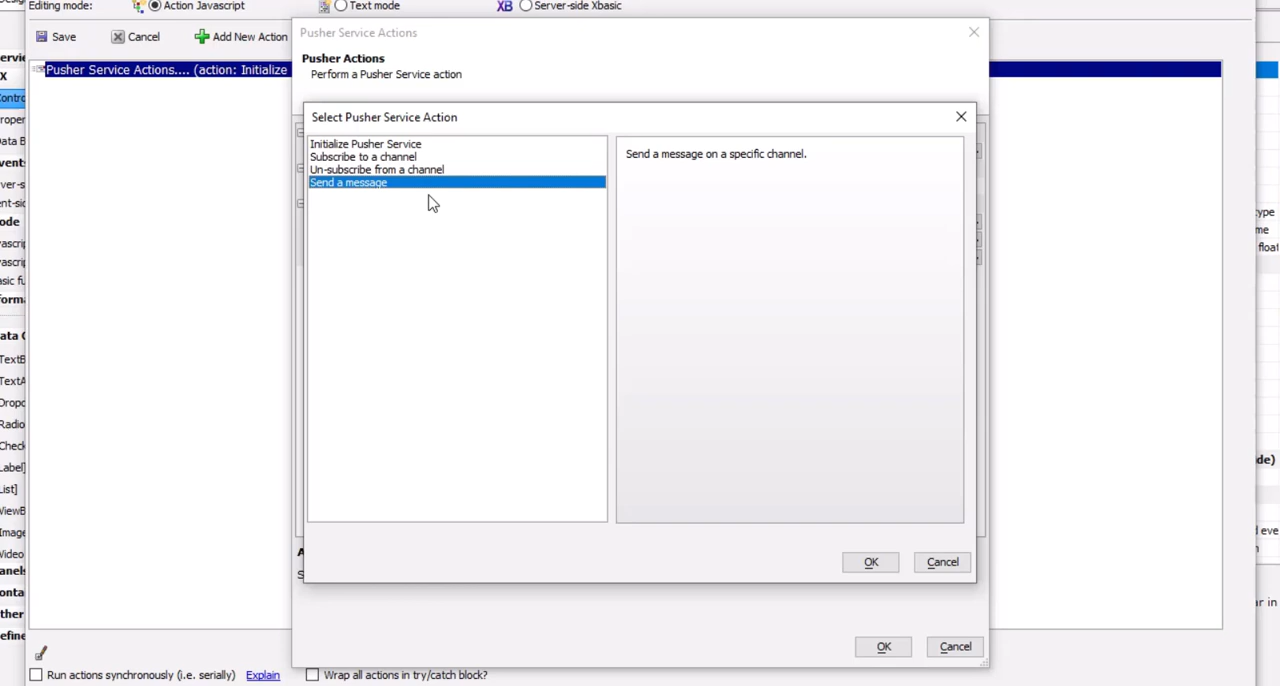 Editing mode:
Action Javascript
Text mode
XB
Server-side Xbasic
Save
Cancel
Add New Action
Pusher Service Actions.... (action: Initialize
Pusher Service Actions
Pusher Actions
Perform a Pusher Service action
Select Pusher Service Action
Initialize Pusher Service
Subscribe to a channel
Un-subscribe from a channel
Send a message
Send a message on a specific channel.
OK
Cancel
OK
Cancel
Run actions synchronously (i.e. serially)
Explain
Wrap all actions in try/catch block?